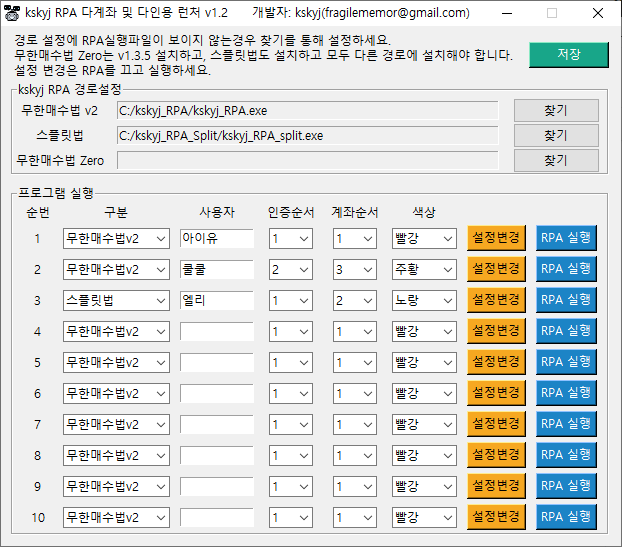 kskyj RPA 다계좌 및 다인용 런처 v1.2 개발자: kskyj(fragilememor@gmail.com)
경로 설정에 RPA실행파일이 보이지 않는경우 찾기를 통해 설정하세요.
무한매수법 Zero는 v1.3.5 설치하고, 스플릿법도 설치하고 모두 다른 경로에 설치해야 합니다.
설정 변경은 RPA를 끄고 실행하세요.
저장
kskyj RPA 경로설정
무한매수법 v2 C:/kskyj_RPA/kskyj_RPA.exe 찾기
스플릿법 C:/kskyj_RPA_Split/kskyj_RPA_split.exe 찾기
무한매수법 Zero 찾기
프로그램 실행
순번 구분 사용자 인증순서 계좌순서 색상
1 무한매수법v2 아이유 1 1 빨강 설정변경 RPA 실행
2 무한매수법v2 쿨쿨 2 3 주황 설정변경 RPA 실행
3 스플릿법 엘리 1 2 노랑 설정변경 RPA 실행
4 무한매수법v2 1 1 빨강 설정변경 RPA 실행
5 무한매수법v2 1 1 빨강 설정변경 RPA 실행
6 무한매수법v2 1 1 빨강 설정변경 RPA 실행
7 무한매수법v2 1 1 빨강 설정변경 RPA 실행
8 무한매수법v2 1 1 빨강 설정변경 RPA 실행
9 무한매수법v2 1 1 빨강 설정변경 RPA 실행
10 무한매수법v2 1 1 빨강 설정변경 RPA 실행